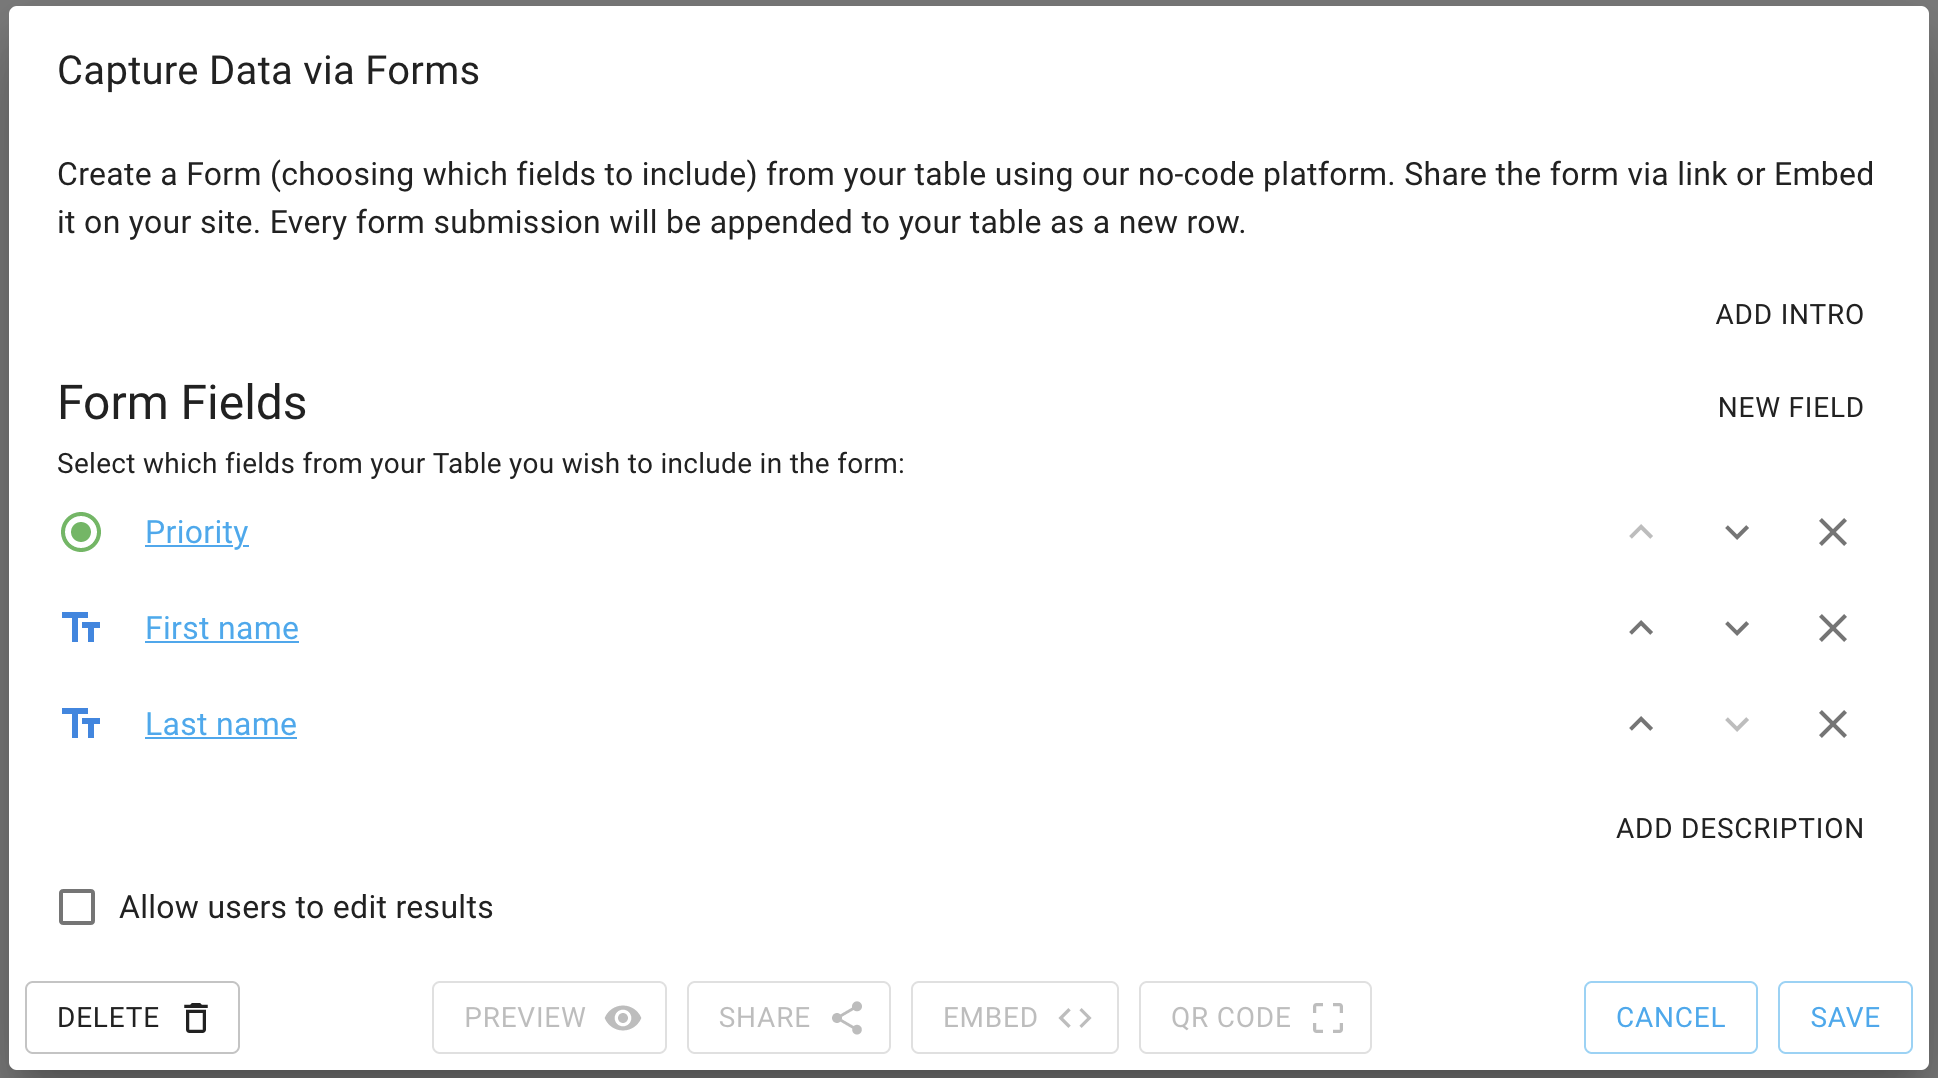 Capture Data via Forms
Create a Form (choosing which fields to include) from your table using our no-code platform. Share the form via link or Embed
it on your site. Every form submission will be appended to your table as a new row.
ADD INTRO
Form Fields
NEW FIELD
Select which fields from your Table you wish to include in the form:
Priority
First name
Last name
ADD DESCRIPTION
Allow users to edit results
DELETE
PREVIEW
SHARE
EMBED
QR CODE
CANCEL
SAVE